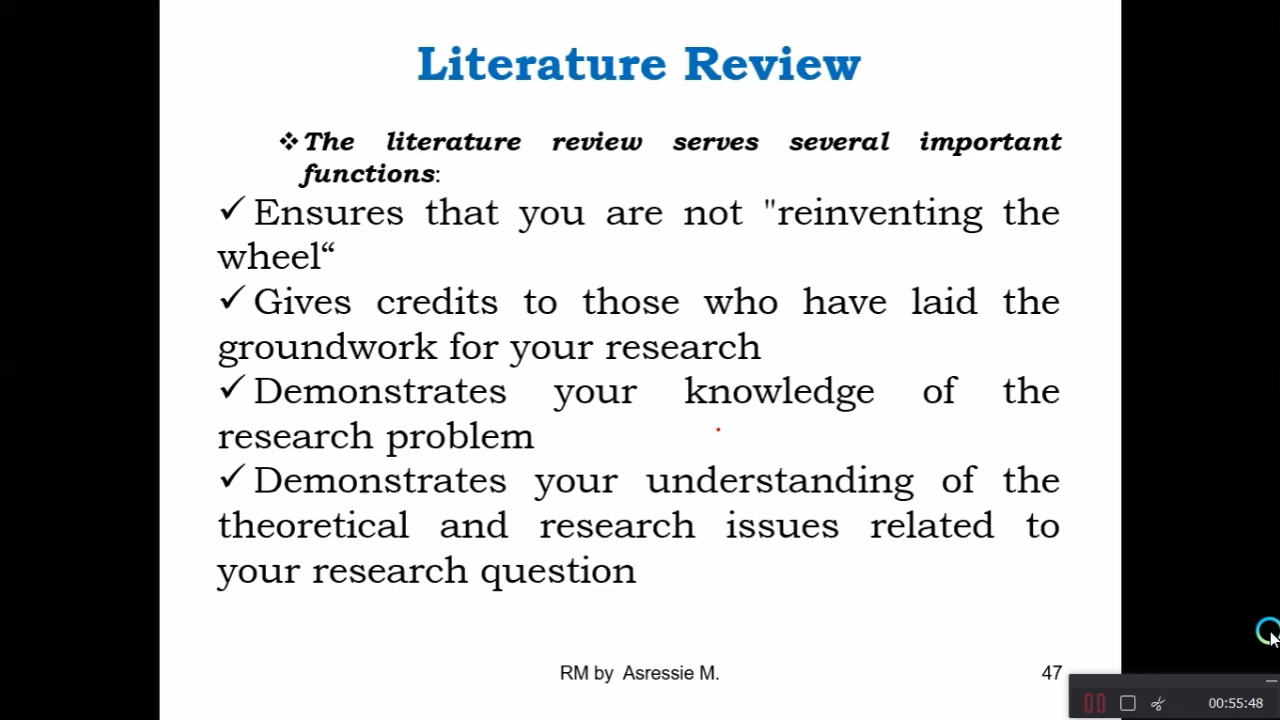 Literature Review
❖The literature review serves several important
functions:
✓Ensures that you are not "reinventing the
wheel“
✓Gives credits to those who have laid the
groundwork for your research
✓Demonstrates your knowledge of the
research problem
✓Demonstrates your understanding of the
theoretical and research issues related to
your research question
RM by Asressie M.
47
00:55:48